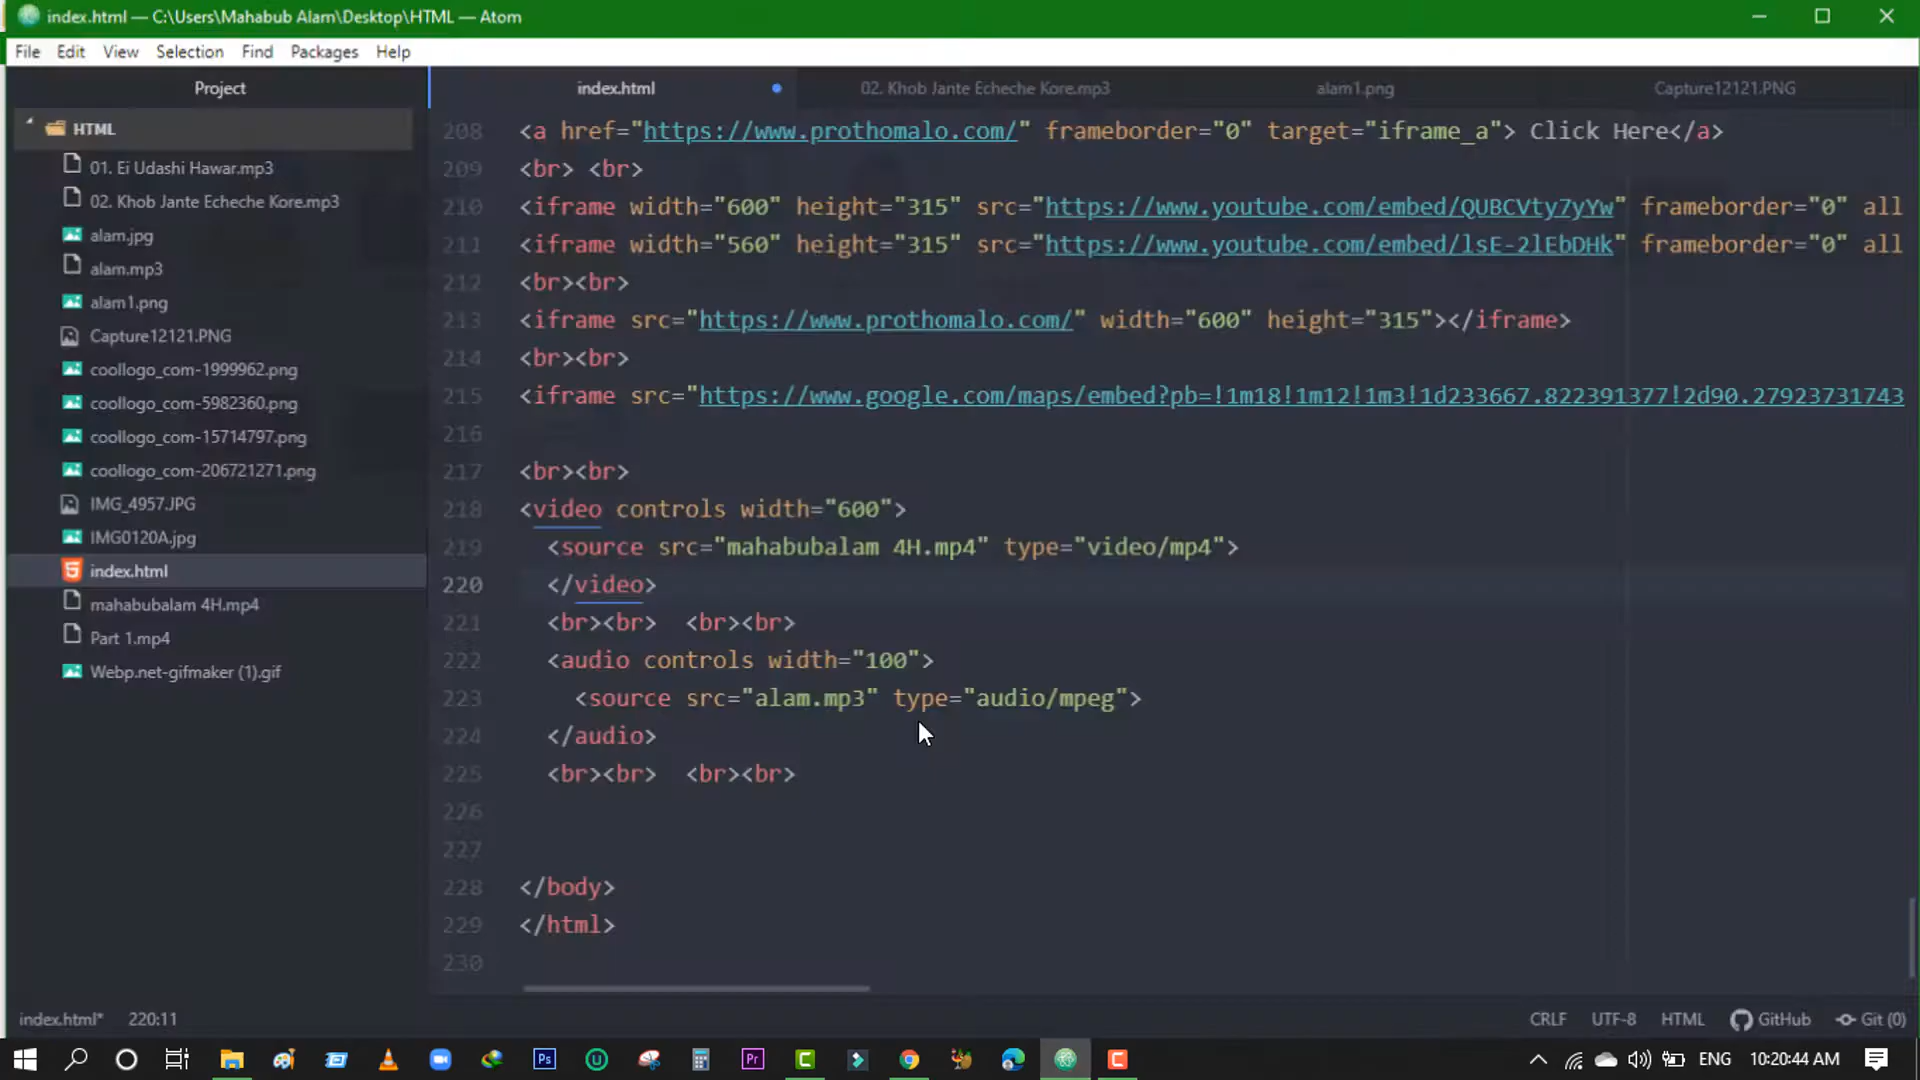 index.html — C:\Users\Mahabub Alam\Desktop\HTML — Atom
File Edit View Selection Find Packages Help
Project
HTML
01. Ei Udashi Hawar.mp3
02. Khob Jante Echeche Kore.mp3
alam.jpg
alam.mp3
alam1.png
Capture12121.PNG
coollogo_com-1999962.png
coollogo_com-5982360.png
coollogo_com-15714797.png
coollogo_com-206721271.png
IMG_4957.JPG
IMG0120A.jpg
index.html
mahabubalam 4H.mp4
Part 1.mp4
Webp.net-gifmaker (1).gif
index.html 02. Khob Jante Echeche Kore.mp3 alam1.png Capture12121.PNG
208 <a href="https://www.prothomalo.com/" frameborder="0" target="iframe_a"> Click Here</a>
209 <br> <br>
210 <iframe width="600" height="315" src="https://www.youtube.com/embed/QUBCVty7yYw" frameborder="0" all
211 <iframe width="560" height="315" src="https://www.youtube.com/embed/lsE-2lEbDHk" frameborder="0" all
212 <br><br>
213 <iframe src="https://www.prothomalo.com/" width="600" height="315"></iframe>
214 <br><br>
215 <iframe src="https://www.google.com/maps/embed?pb=!1m18!1m12!1m3!1d233667.822391377!2d90.27923731743
216
217 <br><br>
218 <video controls width="600">
219 <source src="mahabubalam 4H.mp4" type="video/mp4">
220 </video>
221 <br><br> <br><br>
222 <audio controls width="100">
223 <source src="alam.mp3" type="audio/mpeg">
224 </audio>
225 <br><br> <br><br>
226
227
228 </body>
229 </html>
230
index.html* 220:11 CRLF UTF-8 HTML GitHub Git (0)
Ps U Pr C C ENG 10:20:44 AM